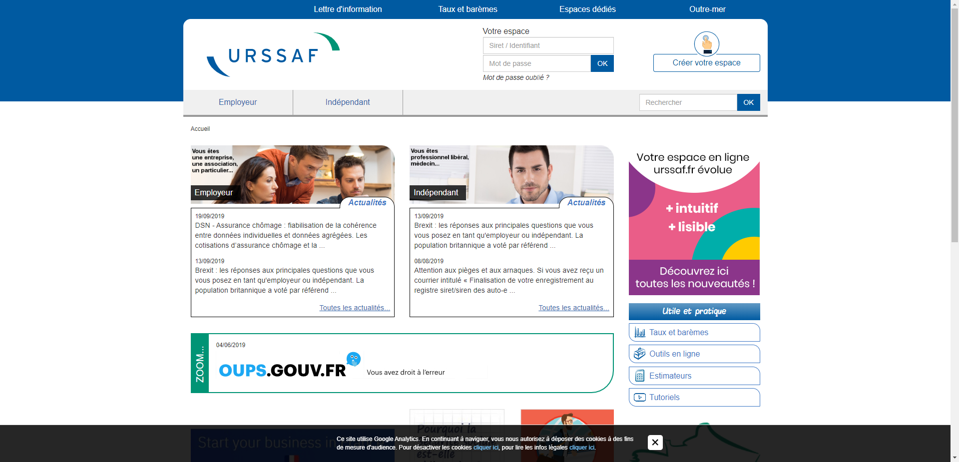 Lettre d'information
Taux et barèmes
Espaces dédiés
Outre-mer
URSSAF
Votre espace
Siret / Identifiant
Mot de passe
OK
Mot de passe oublié ?
Créer votre espace
Employeur
Indépendant
Rechercher
OK
Accueil
Vous êtes
une entreprise,
une association,
un particulier...
Employeur
Actualités
19/09/2019
DSN - Assurance chômage : fiabilisation de la cohérence
entre données individuelles et données agrégées. Les
cotisations d'assurance chômage et la ...
13/09/2019
Brexit : les réponses aux principales questions que vous
vous posez en tant qu'employeur ou indépendant. La
population britannique a voté par référend ...
Toutes les actualités...
Vous êtes
professionnel libéral,
médecin...
Indépendant
Actualités
13/09/2019
Brexit : les réponses aux principales questions que vous
vous posez en tant qu'employeur ou indépendant. La
population britannique a voté par référend ...
08/08/2019
Attention aux pièges et aux arnaques. Si vous avez reçu un
courrier intitulé « Finalisation de votre enregistrement au
registre siret/siren des auto-e ...
Toutes les actualités...
Votre espace en ligne
urssaf.fr évolue
+ intuitif
+ lisible
Découvrez ici
toutes les nouveautés !
Utile et pratique
Taux et barèmes
Outils en ligne
Estimateurs
Tutoriels
ZOOM...
04/06/2019
OUPS.GOUV.FR
Vous avez droit à l'erreur
Start your business in
Pourquoi la
est-elle
Ce site utilise Google Analytics. En continuant à naviguer, vous nous autorisez à déposer des cookies à des fins
de mesure d'audience. Pour désactiver les cookies cliquer ici, pour lire les infos légales cliquer ici.